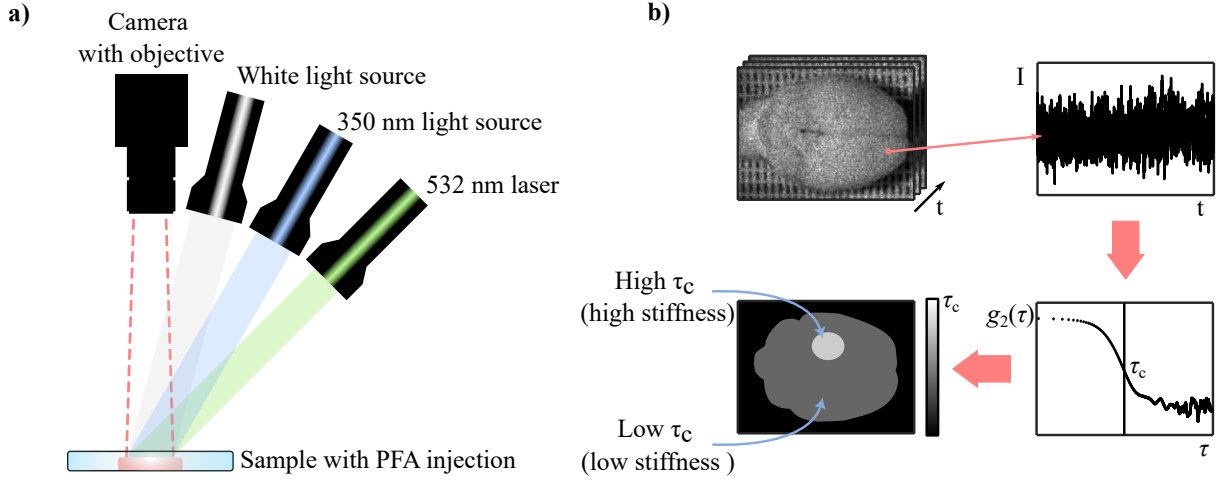 a)
Camera
with objective
White light source
350 nm light source
532 nm laser
Sample with PFA injection
b)
I
t
t
High τc
(high stiffness)
τc
Low τc
(low stiffness )
g2(τ)
τc
τ